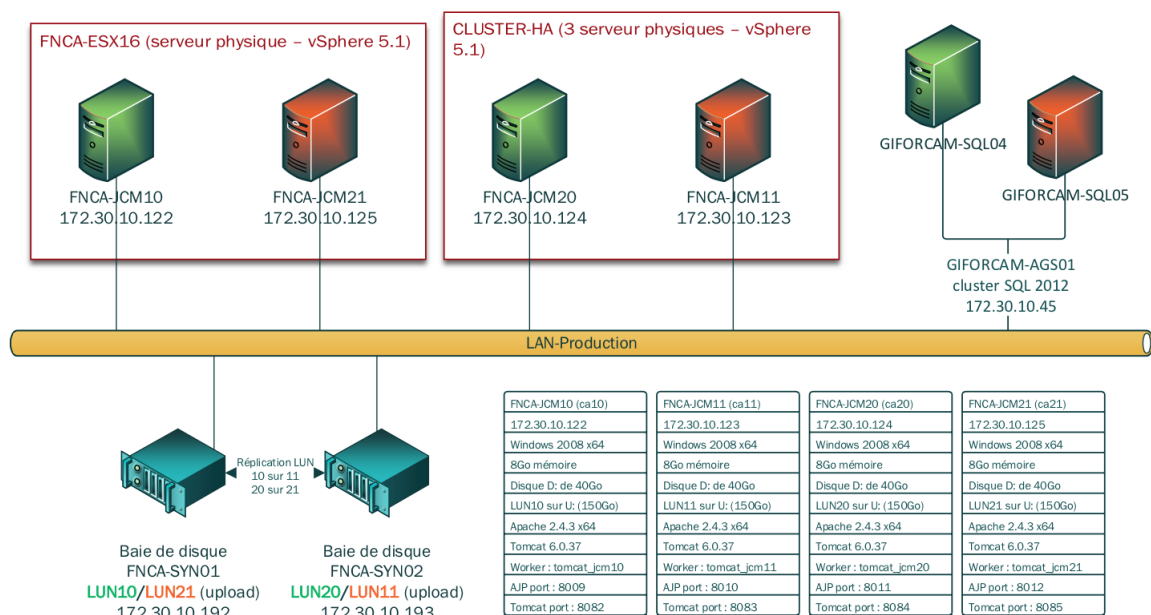 FNCA-ESX16 (serveur physique – vSphere 5.1)
CLUSTER-HA (3 serveur physiques – vSphere
5.1)
FNCA-JCM10
172.30.10.122
FNCA-JCM21
172.30.10.125
FNCA-JCM20
172.30.10.124
FNCA-JCM11
172.30.10.123
GIFORCAM-SQL04
GIFORCAM-SQL05
GIFORCAM-AGS01
cluster SQL 2012
172.30.10.45
LAN-Production
Réplication LUN
10 sur 11
20 sur 21
Baie de disque
FNCA-SYN01
LUN10/LUN21 (upload)
172.30.10.192
Baie de disque
FNCA-SYN02
LUN20/LUN11 (upload)
172.30.10.193
FNCA-JCM10 (ca10)
172.30.10.122
Windows 2008 x64
8Go mémoire
Disque D: de 40Go
LUN10 sur U: (150Go)
Apache 2.4.3 x64
Tomcat 6.0.37
Worker : tomcat_jcm10
AJP port : 8009
Tomcat port : 8082
FNCA-JCM11 (ca11)
172.30.10.123
Windows 2008 x64
8Go mémoire
Disque D: de 40Go
LUN11 sur U: (150Go)
Apache 2.4.3 x64
Tomcat 6.0.37
Worker : tomcat_jcm11
AJP port : 8010
Tomcat port : 8083
FNCA-JCM20 (ca20)
172.30.10.124
Windows 2008 x64
8Go mémoire
Disque D: de 40Go
LUN20 sur U: (150Go)
Apache 2.4.3 x64
Tomcat 6.0.37
Worker : tomcat_jcm20
AJP port : 8011
Tomcat port : 8084
FNCA-JCM21 (ca21)
172.30.10.125
Windows 2008 x64
8Go mémoire
Disque D: de 40Go
LUN21 sur U: (150Go)
Apache 2.4.3 x64
Tomcat 6.0.37
Worker : tomcat_jcm21
AJP port : 8012
Tomcat port : 8085